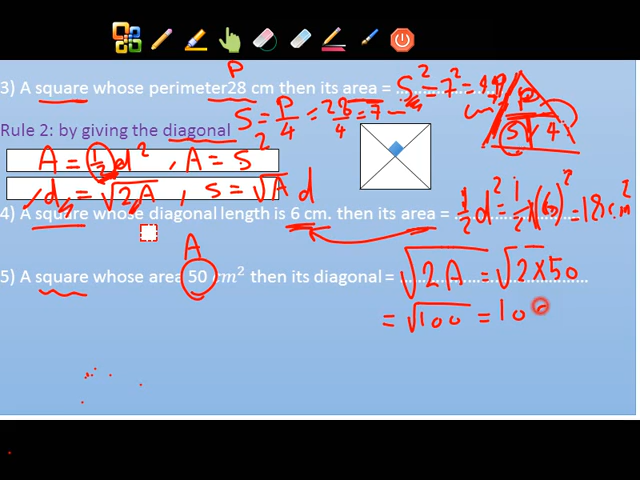 P
3) A square whose perimeter 28 cm then its area = S² = 7² = 49 cm²
S = P/4 = 28/4 = 7 cm
P
S 4
Rule 2: by giving the diagonal
A = 1/2 d² , A = S²
d = √2A , S = √A d
4) A square whose diagonal length is 6 cm. then its area = 1/2 d² = 1/2 × (6)² = 18 cm²
A
5) A square whose area 50 cm² then its diagonal = √2A = √2×50
= √100 = 10